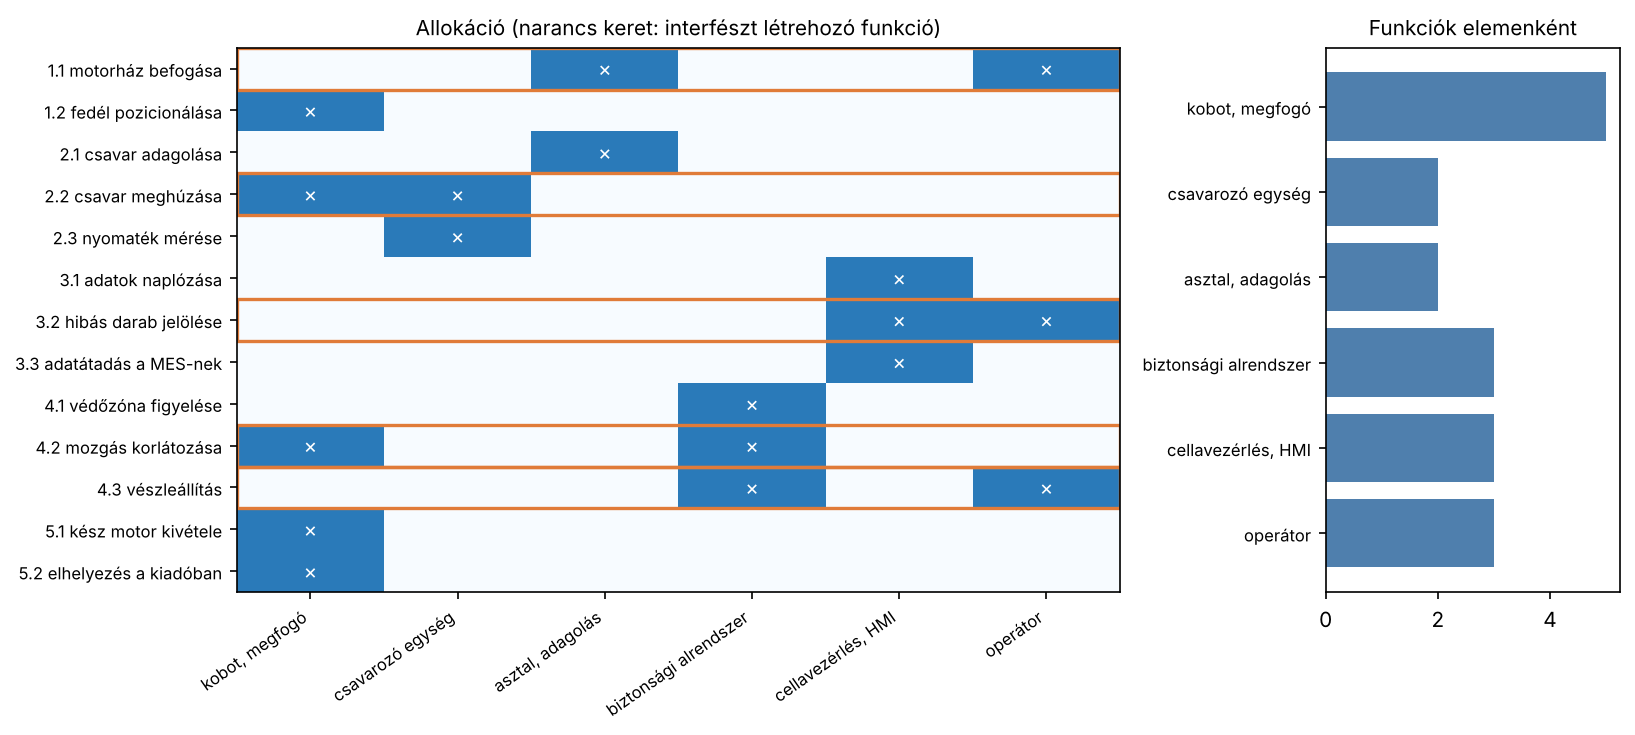 Allokáció (narancs keret: interfészt létrehozó funkció)
1.1 motorház befogása
1.2 fedél pozicionálása
2.1 csavar adagolása
2.2 csavar meghúzása
2.3 nyomaték mérése
3.1 adatok naplózása
3.2 hibás darab jelölése
3.3 adatátadás a MES-nek
4.1 védőzóna figyelése
4.2 mozgás korlátozása
4.3 vészleállítás
5.1 kész motor kivétele
5.2 elhelyezés a kiadóban
kobot, megfogó
csavarozó egység
asztal, adagolás
biztonsági alrendszer
cellavezérlés, HMI
operátor
Funkciók elemenként
kobot, megfogó
csavarozó egység
asztal, adagolás
biztonsági alrendszer
cellavezérlés, HMI
operátor
0 2 4